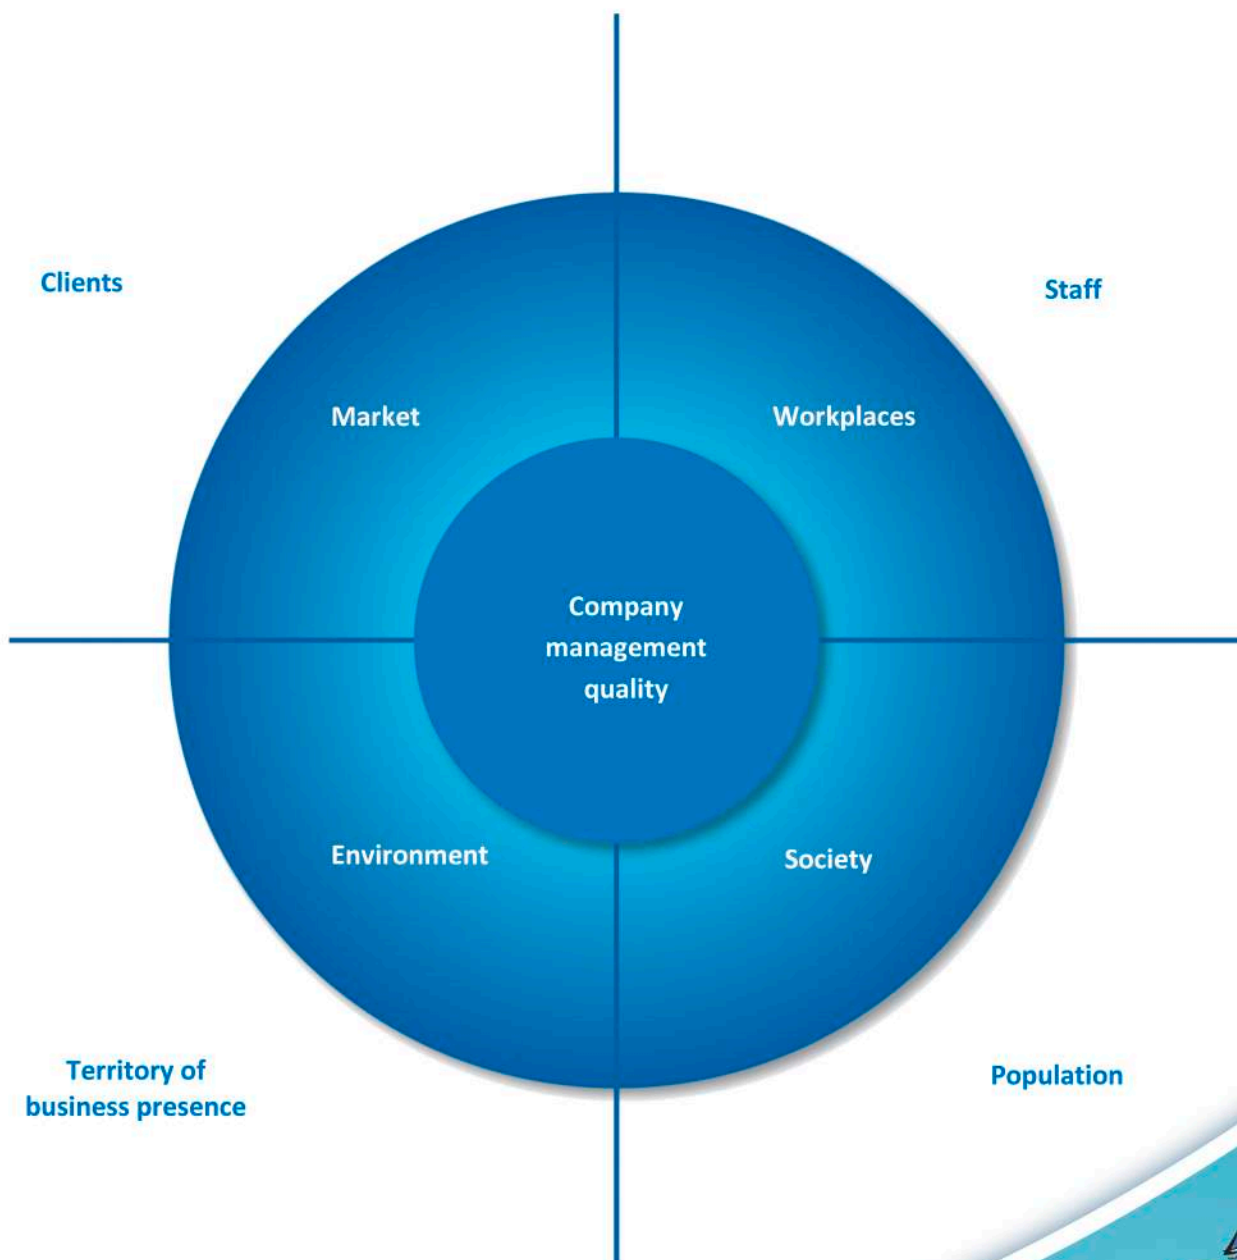 Clients
Staff
Market
Workplaces
Company
management
quality
Environment
Society
Territory of
business presence
Population